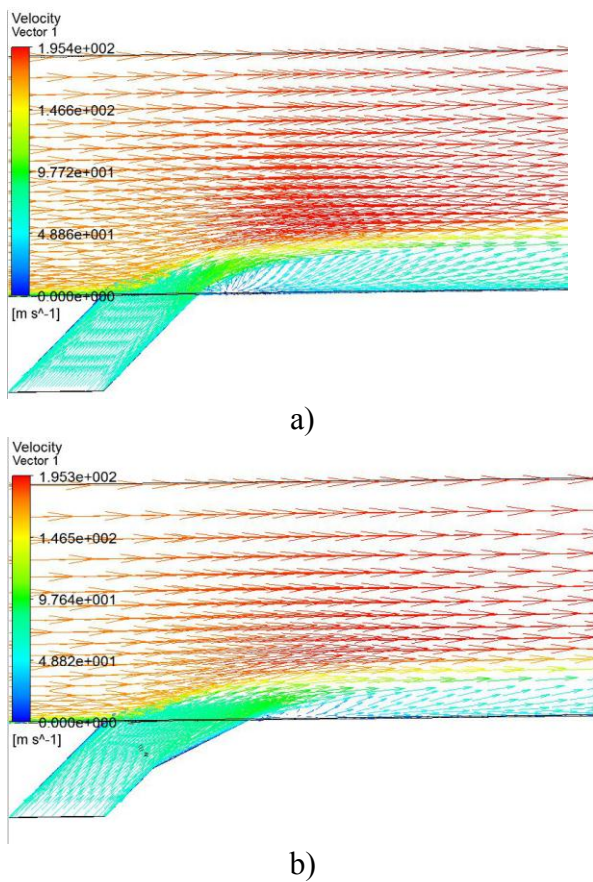 Velocity
Vector 1
1.954e+002
1.466e+002
9.772e+001
4.886e+001
0.000e+000
[m s^-1]
a)
Velocity
Vector 1
1.953e+002
1.465e+002
9.764e+001
4.882e+001
0.000e+000
[m s^-1]
b)